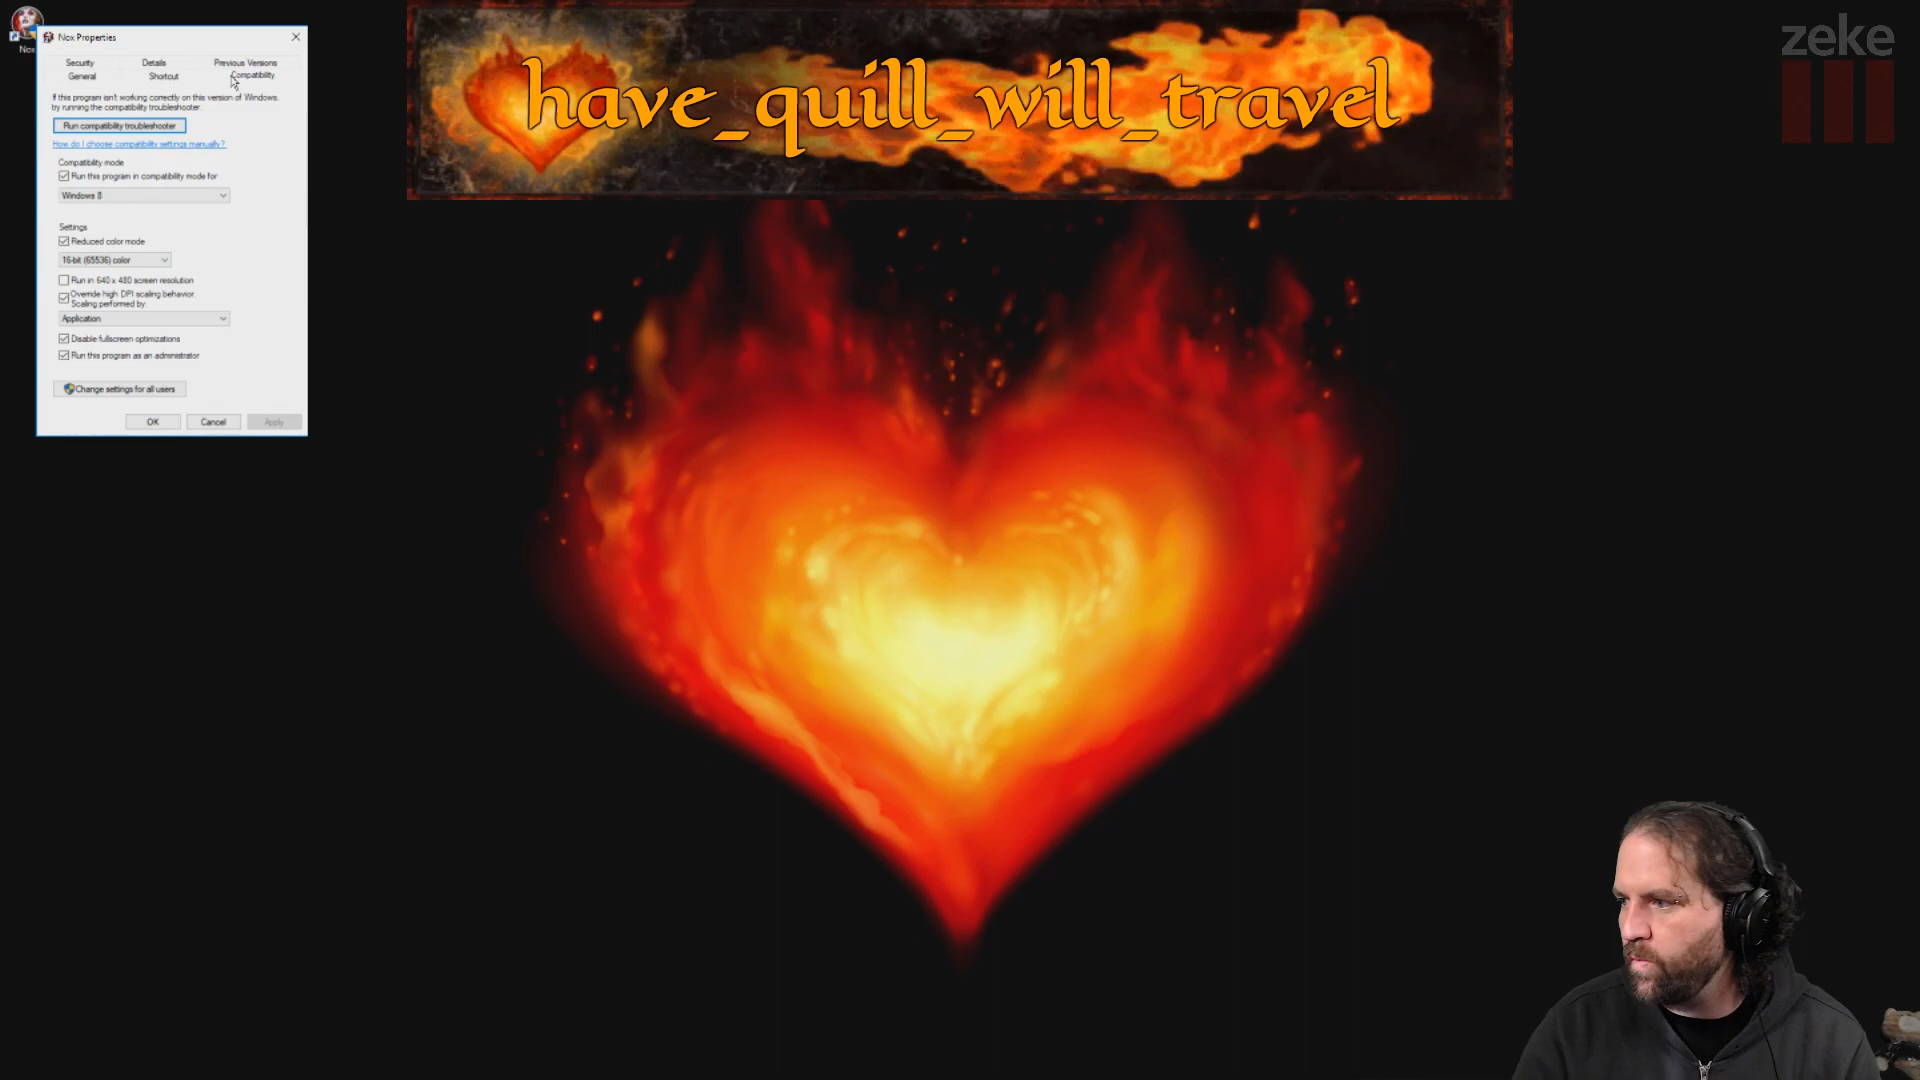 Nox
Nox Properties
Security
Details
Previous Versions
General
Shortcut
Compatibility
If this program isn't working correctly on this version of Windows,
try running the compatibility troubleshooter.
Run compatibility troubleshooter
How do I choose compatibility settings manually?
Compatibility mode
Run this program in compatibility mode for
Windows 8
Settings
Reduced color mode
16-bit (65536) color
Run in 640 x 480 screen resolution
Override high DPI scaling behavior.
Scaling performed by:
Application
Disable fullscreen optimizations
Run this program as an administrator
Change settings for all users
OK
Cancel
Apply
have_quill_will_travel
zeke